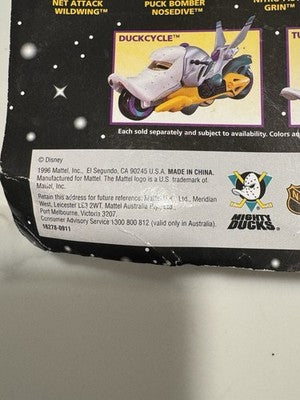 NET ATTACK
WILDWING™
PUCK BOMBER
NOSEDIVE™
GRIN™
DUCKCYCLE™
Each sold separately and subject to availability. Colors
© Disney
1996 Mattel, Inc., El Segundo, CA 90245 U.S.A. MADE IN CHINA.
Manufactured for Mattel. The Mattel logo is a U.S. trademark of
Mattel, Inc.
Retain this address for future reference: Mattel U.K. Ltd., Meridian
West, Leicester LE3 2WT. Mattel Australia Pty. Ltd.,
Port Melbourne, Victoria 3207.
Consumer Advisory Service 1300 800 812 (valid only in Australia).
18278-0911
MIGHTY
DUCKS™